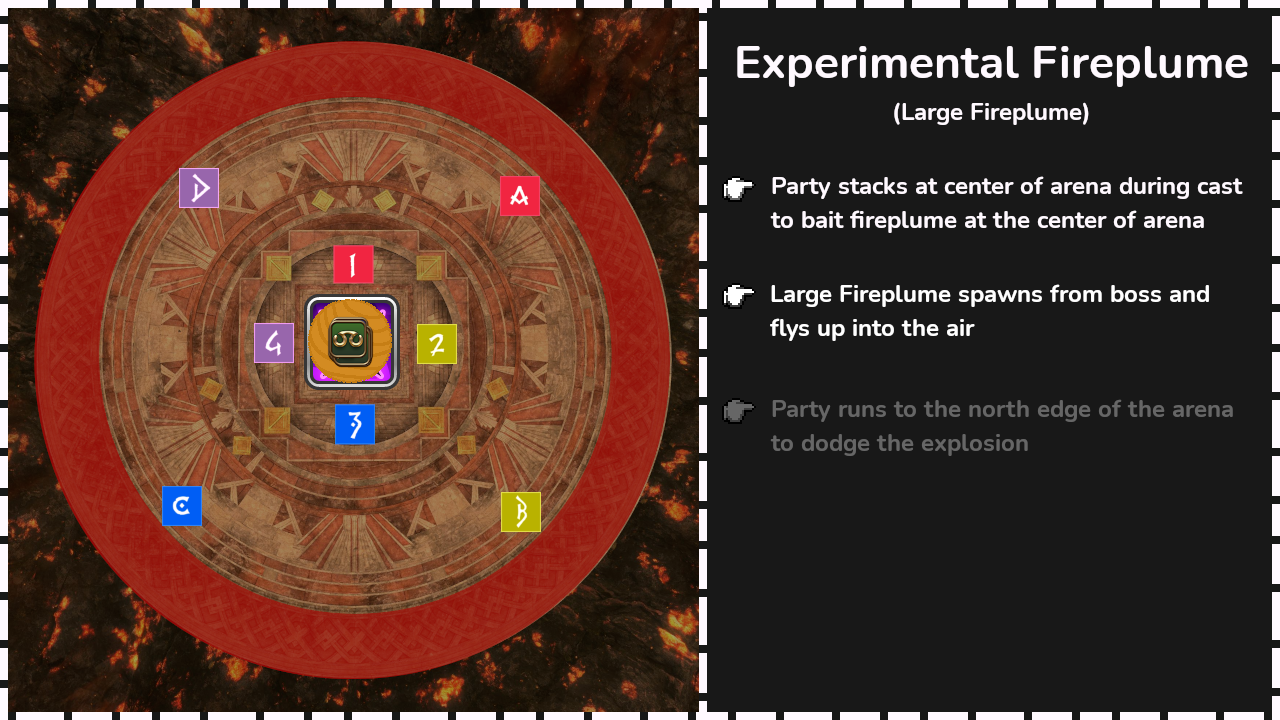 Experimental Fireplume
(Large Fireplume)
Party stacks at center of arena during cast
to bait fireplume at the center of arena
Large Fireplume spawns from boss and
flys up into the air
Party runs to the north edge of the arena
to dodge the explosion
D
A
1
4
2
3
C
B